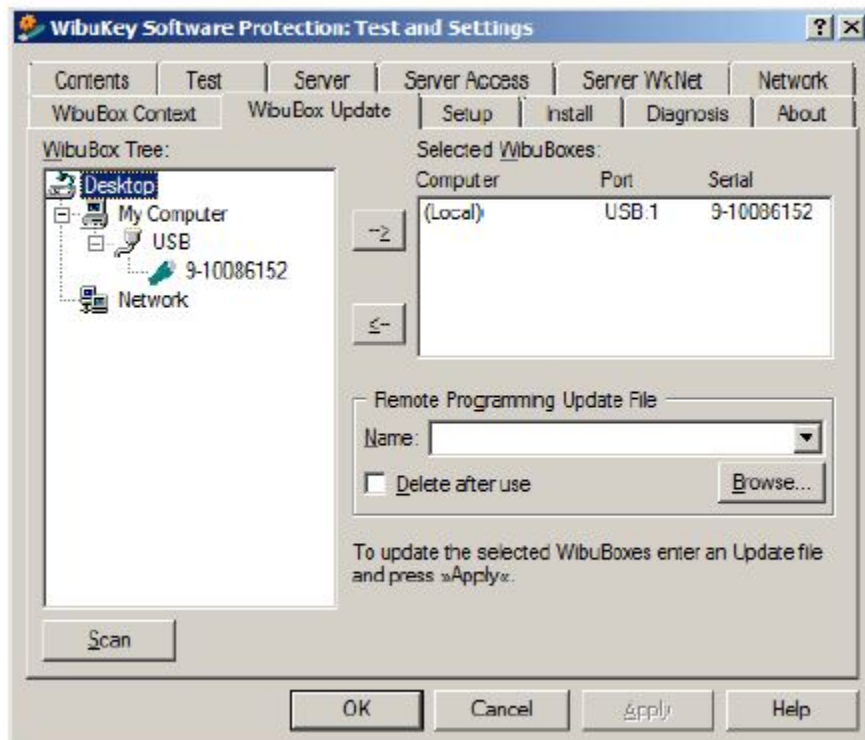 WibuKey Software Protection: Test and Settings
Contents Test Server Server Access Server WkNet Network
WibuBox Context WibuBox Update Setup Install Diagnosis About
WibuBox Tree:
Desktop
My Computer
USB
9-10086152
Network
Scan
Selected WibuBoxes:
Computer Port Serial
(Local) USB:1 9-10086152
-->
<--
Remote Programming Update File
Name:
Delete after use Browse...
To update the selected WibuBoxes enter an Update file
and press »Apply«.
OK Cancel Apply Help